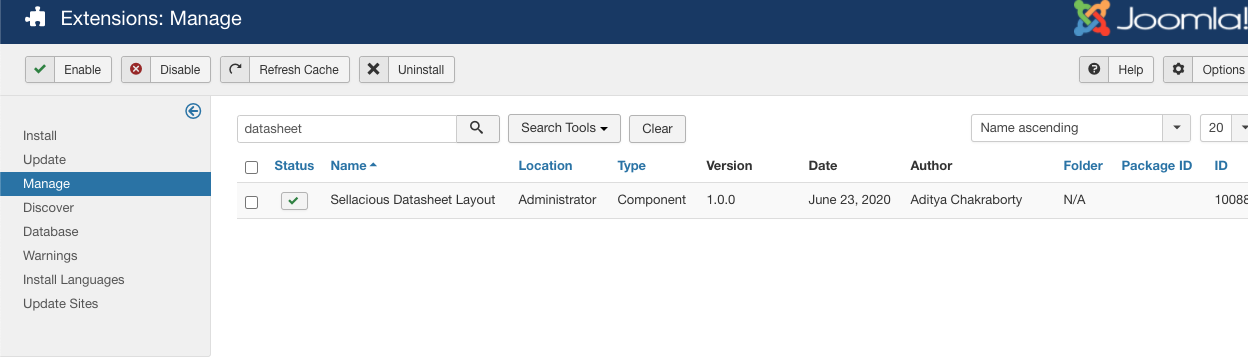 Extensions: Manage
Joomla!
Enable Disable Refresh Cache Uninstall Help Options
Install
Update
Manage
Discover
Database
Warnings
Install Languages
Update Sites
datasheet Search Tools Clear Name ascending 20
Status Name Location Type Version Date Author Folder Package ID ID
Sellacious Datasheet Layout Administrator Component 1.0.0 June 23, 2020 Aditya Chakraborty N/A 10088